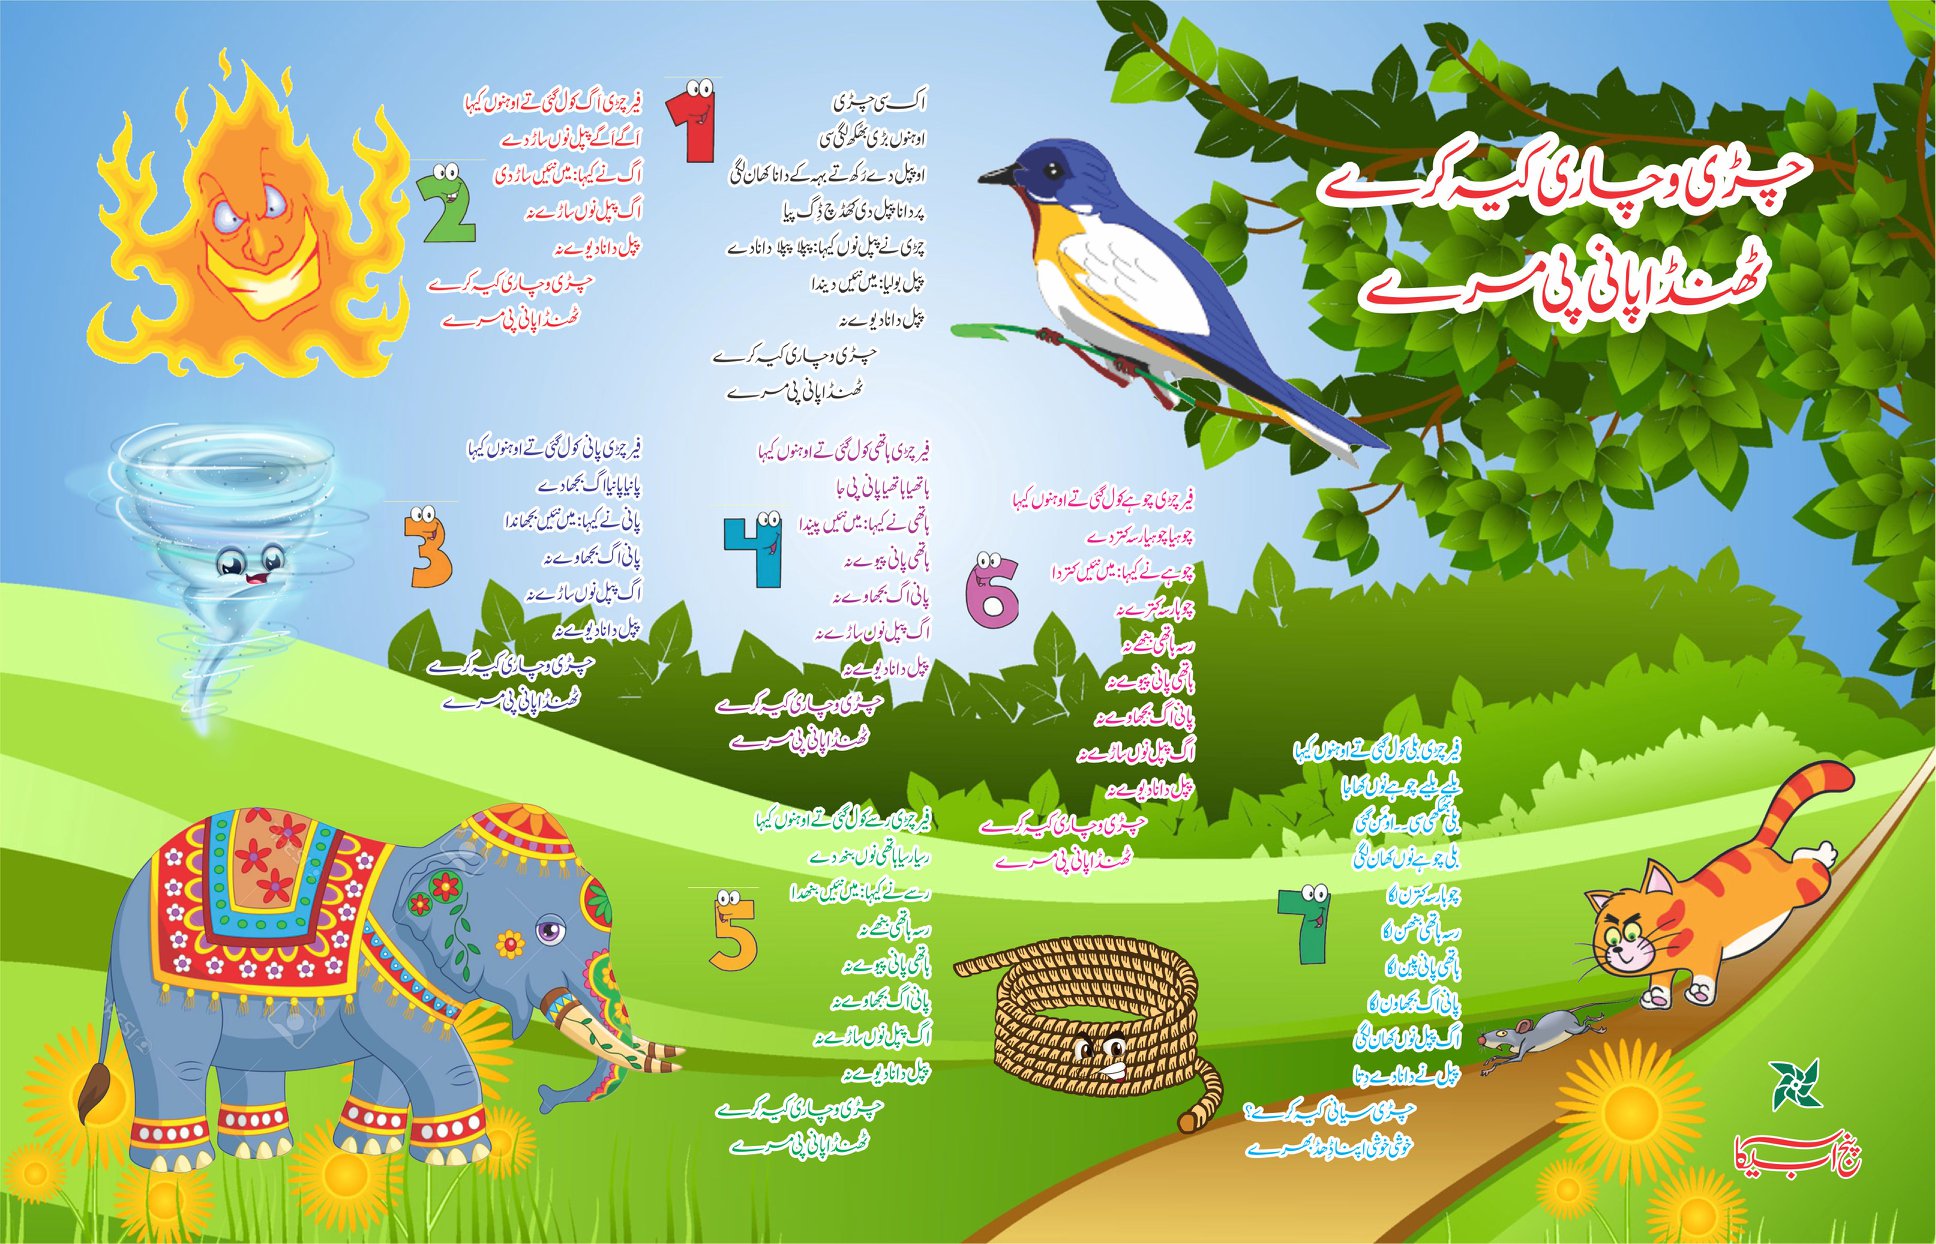 چڑی وچاری کیہ کرے
ٹھنڈا پانی پی مرے
1
اک سی چڑی
اوہنوں بڑی بھکھ لگی سی
او پپل دے رکھ تے بہہ کے دانا کھان لگی
پر دانا پپل دی کھڈ چ ڈِگ پیا
چڑی نے پپل نوں کیہا: پپلا پپلا دانا دے
پپل بولیا: میں نئیں دیندا
پپل دانا دیوے نہ
چڑی وچاری کیہ کرے
ٹھنڈا پانی پی مرے
2
فیر چڑی اگ کول گئی تے اوہنوں کیہا
اگے اگے پپل نوں ساڑ دے
اگ نے کیہا: میں نئیں ساڑدی
اگ پپل نوں ساڑے نہ
پپل دانا دیوے نہ
چڑی وچاری کیہ کرے
ٹھنڈا پانی پی مرے
3
فیر چڑی پانی کول گئی تے اوہنوں کیہا
پانیا پانیا اگ بجھا دے
پانی نے کیہا: میں نئیں بجھاندا
پانی اگ بجھاوے نہ
اگ پپل نوں ساڑے نہ
پپل دانا دیوے نہ
چڑی وچاری کیہ کرے
ٹھنڈا پانی پی مرے
4
فیر چڑی ہاتھی کول گئی تے اوہنوں کیہا
ہاتھیا ہاتھیا پانی پی جا
ہاتھی نے کیہا: میں نئیں پیندا
ہاتھی پانی پیوے نہ
پانی اگ بجھاوے نہ
اگ پپل نوں ساڑے نہ
پپل دانا دیوے نہ
چڑی وچاری کیہ کرے
ٹھنڈا پانی پی مرے
5
فیر چڑی رسے کول گئی تے اوہنوں کیہا
رسیا رسیا ہاتھی نوں بنھ دے
رسے نے کیہا: میں نئیں بنھدا
رسہ ہاتھی بنھے نہ
ہاتھی پانی پیوے نہ
پانی اگ بجھاوے نہ
اگ پپل نوں ساڑے نہ
پپل دانا دیوے نہ
چڑی وچاری کیہ کرے
ٹھنڈا پانی پی مرے
6
فیر چڑی چوہے کول گئی تے اوہنوں کیہا
چوہیا چوہیا رسہ کتر دے
چوہے نے کیہا: میں نئیں کتردا
چوہا رسہ کترے نہ
رسہ ہاتھی بنھے نہ
ہاتھی پانی پیوے نہ
پانی اگ بجھاوے نہ
اگ پپل نوں ساڑے نہ
پپل دانا دیوے نہ
چڑی وچاری کیہ کرے
ٹھنڈا پانی پی مرے
7
فیر چڑی بلی کول گئی تے اوہنوں کیہا
بلیے بلیے چوہے نوں کھا جا
بلی بھکھی سی۔۔ او مَن گئی
بلی چوہے نوں کھان لگی
چوہا رسہ کترن لگا
رسہ ہاتھی بنھن لگا
ہاتھی پانی پین لگا
پانی اگ بجھاون لگا
اگ پپل نوں کھان لگی
پپل نے دانا دے دِتا
چڑی سیانی کیہ کرے؟
خوشی خوشی اپنا ڈھڈ بھرے
پنج اب سیکا